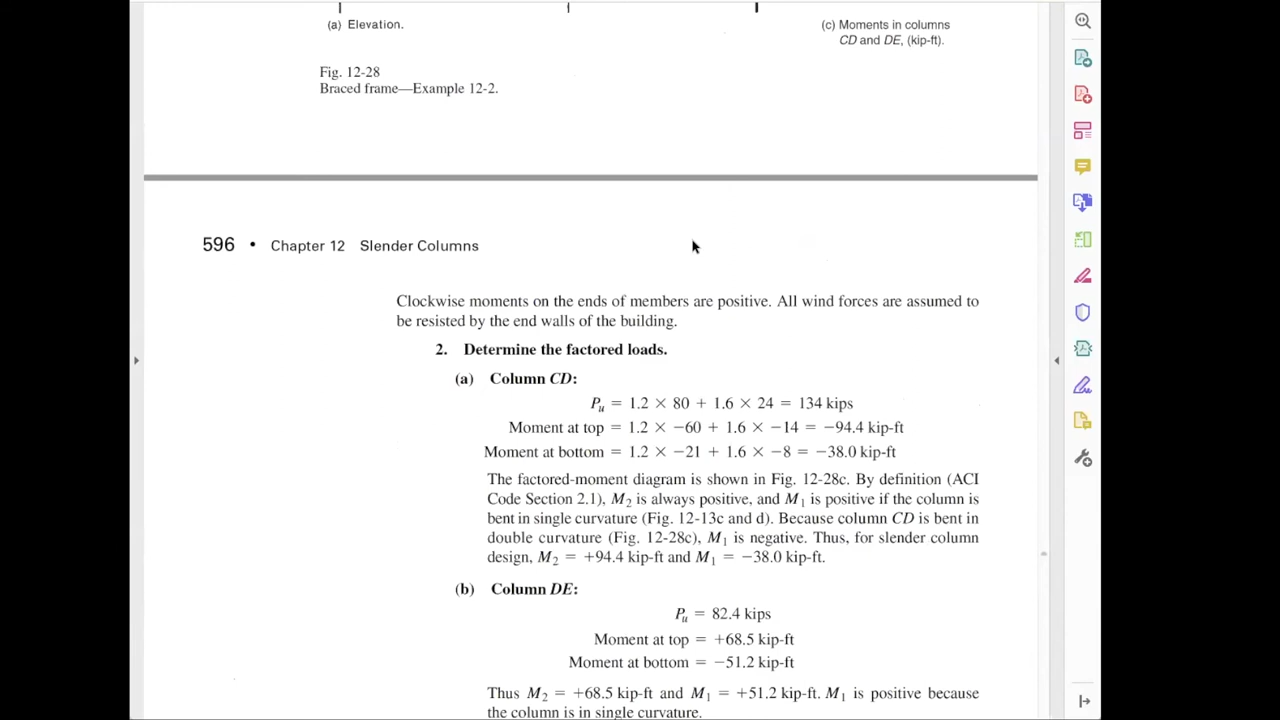 (a) Elevation.
(c) Moments in columns
CD and DE, (kip-ft).
Fig. 12-28
Braced frame—Example 12-2.
596 • Chapter 12 Slender Columns
Clockwise moments on the ends of members are positive. All wind forces are assumed to
be resisted by the end walls of the building.
2. Determine the factored loads.
(a) Column CD:
Pu = 1.2 × 80 + 1.6 × 24 = 134 kips
Moment at top = 1.2 × −60 + 1.6 × −14 = −94.4 kip-ft
Moment at bottom = 1.2 × −21 + 1.6 × −8 = −38.0 kip-ft
The factored-moment diagram is shown in Fig. 12-28c. By definition (ACI
Code Section 2.1), M2 is always positive, and M1 is positive if the column is
bent in single curvature (Fig. 12-13c and d). Because column CD is bent in
double curvature (Fig. 12-28c), M1 is negative. Thus, for slender column
design, M2 = +94.4 kip-ft and M1 = −38.0 kip-ft.
(b) Column DE:
Pu = 82.4 kips
Moment at top = +68.5 kip-ft
Moment at bottom = −51.2 kip-ft
Thus M2 = +68.5 kip-ft and M1 = +51.2 kip-ft. M1 is positive because
the column is in single curvature.